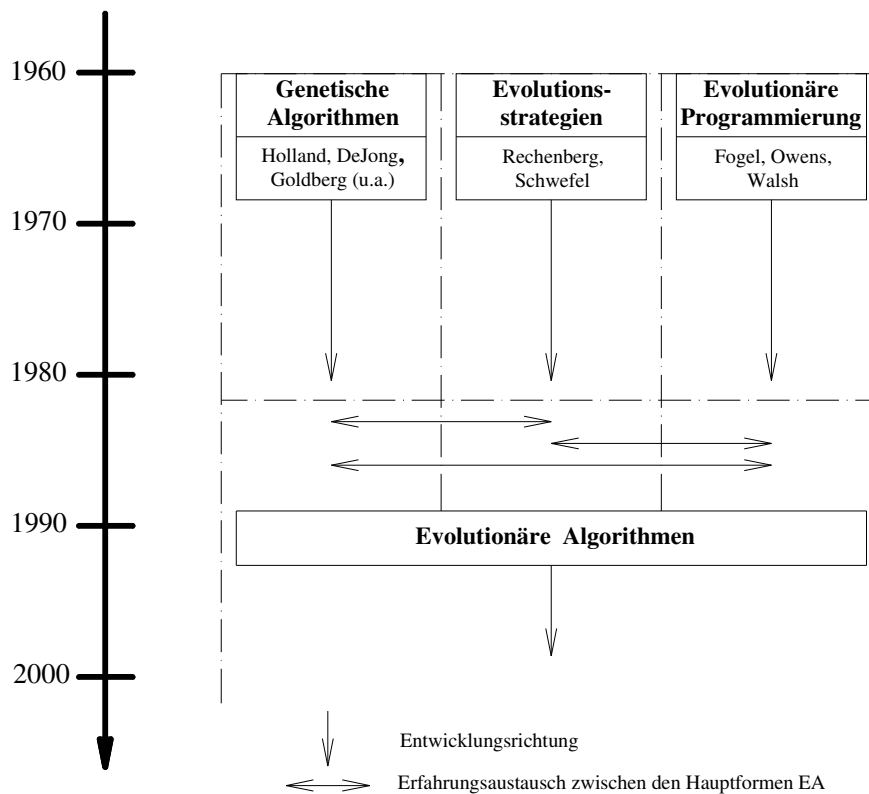 1960
1970
1980
1990
2000
Genetische
Algorithmen
Holland, DeJong,
Goldberg (u.a.)
Evolutions-
strategien
Rechenberg,
Schwefel
Evolutionäre
Programmierung
Fogel, Owens,
Walsh
Evolutionäre Algorithmen
Entwicklungsrichtung
Erfahrungsaustausch zwischen den Hauptformen EA